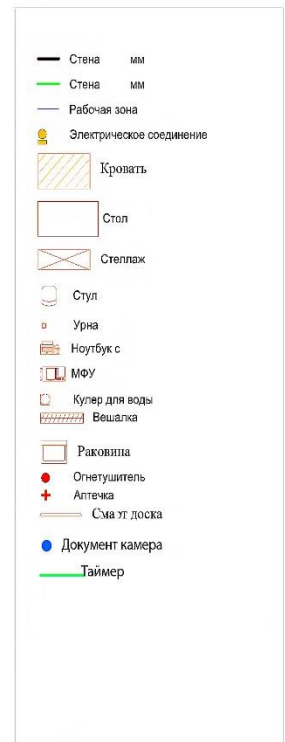 Стена мм
Стена мм
Рабочая зона
Электрическое соединение
Кровать
Стол
Стеллаж
Стул
Урна
Ноутбук с
МФУ
Кулер для воды
Вешалка
Раковина
Огнетушитель
Аптечка
Сма эт доска
Документ камера
Таймер